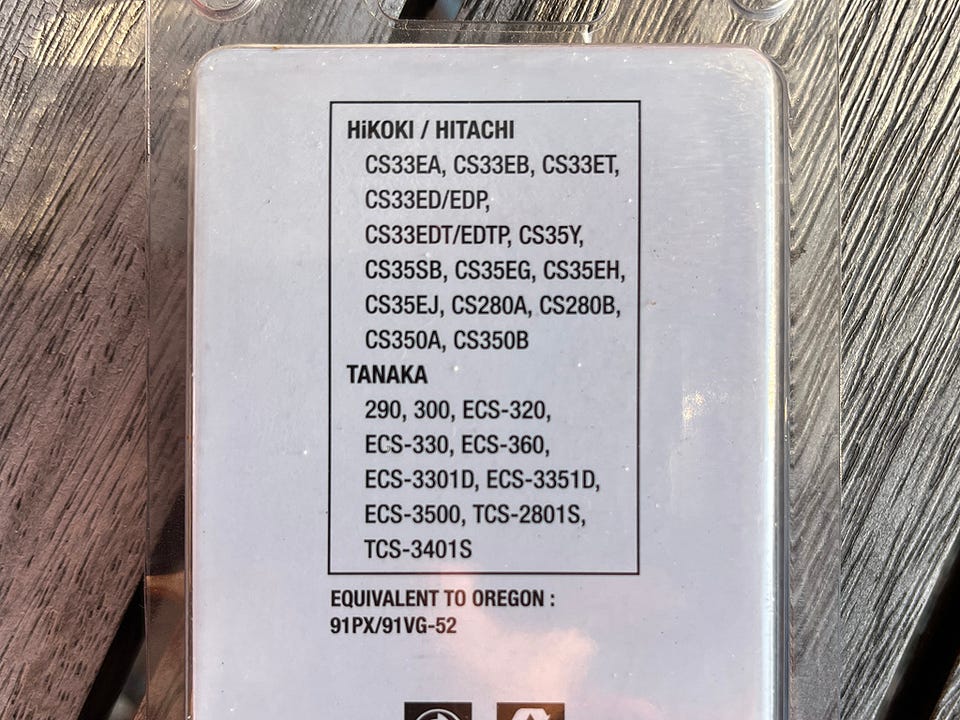 HiKOKI / HITACHI
CS33EA, CS33EB, CS33ET,
CS33ED/EDP,
CS33EDT/EDTP, CS35Y,
CS35SB, CS35EG, CS35EH,
CS35EJ, CS280A, CS280B,
CS350A, CS350B
TANAKA
290, 300, ECS-320,
ECS-330, ECS-360,
ECS-3301D, ECS-3351D,
ECS-3500, TCS-2801S,
TCS-3401S
EQUIVALENT TO OREGON :
91PX/91VG-52